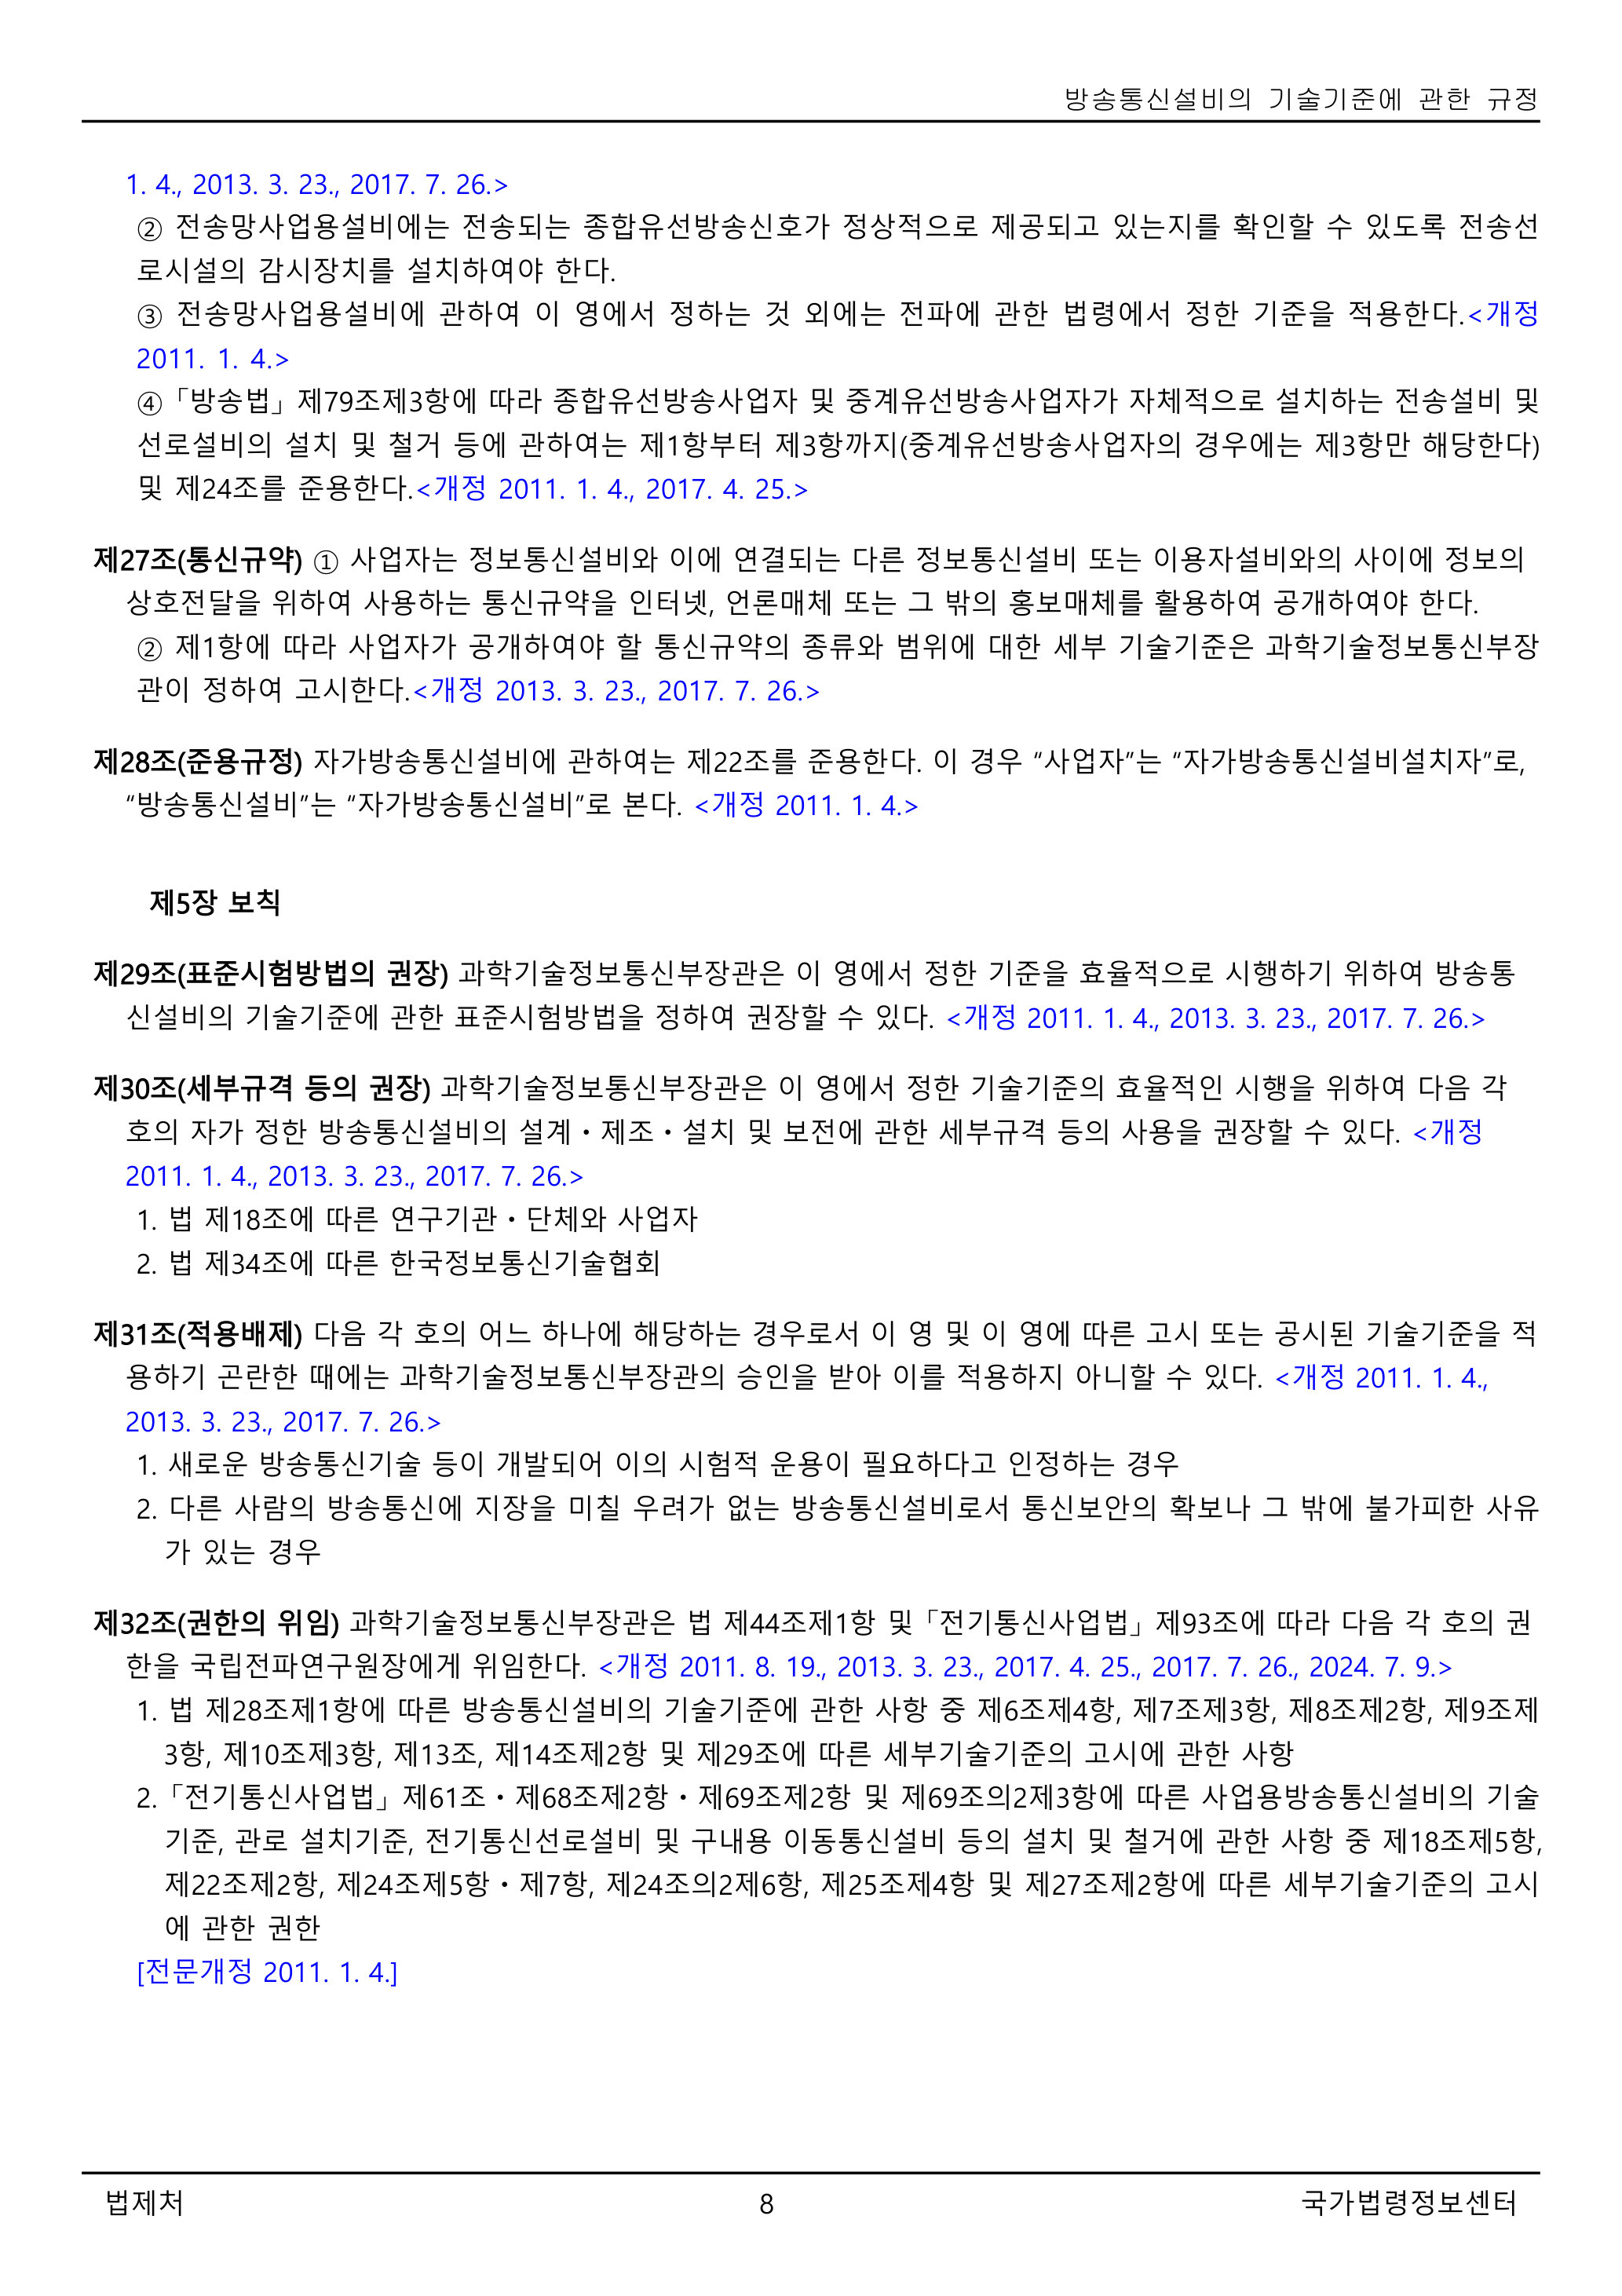 방송통신설비의 기술기준에 관한 규정
1. 4., 2013. 3. 23., 2017. 7. 26.>
② 전송망사업용설비에는 전송되는 종합유선방송신호가 정상적으로 제공되고 있는지를 확인할 수 있도록 전송선
로시설의 감시장치를 설치하여야 한다.
③ 전송망사업용설비에 관하여 이 영에서 정하는 것 외에는 전파에 관한 법령에서 정한 기준을 적용한다.<개정
2011. 1. 4.>
④「방송법」제79조제3항에 따라 종합유선방송사업자 및 중계유선방송사업자가 자체적으로 설치하는 전송설비 및
선로설비의 설치 및 철거 등에 관하여는 제1항부터 제3항까지(중계유선방송사업자의 경우에는 제3항만 해당한다)
및 제24조를 준용한다.<개정 2011. 1. 4., 2017. 4. 25.>
제27조(통신규약) ① 사업자는 정보통신설비와 이에 연결되는 다른 정보통신설비 또는 이용자설비와의 사이에 정보의
상호전달을 위하여 사용하는 통신규약을 인터넷, 언론매체 또는 그 밖의 홍보매체를 활용하여 공개하여야 한다.
② 제1항에 따라 사업자가 공개하여야 할 통신규약의 종류와 범위에 대한 세부 기술기준은 과학기술정보통신부장
관이 정하여 고시한다.<개정 2013. 3. 23., 2017. 7. 26.>
제28조(준용규정) 자가방송통신설비에 관하여는 제22조를 준용한다. 이 경우 “사업자”는 “자가방송통신설비설치자”로,
“방송통신설비”는 “자가방송통신설비”로 본다. <개정 2011. 1. 4.>
제5장 보칙
제29조(표준시험방법의 권장) 과학기술정보통신부장관은 이 영에서 정한 기준을 효율적으로 시행하기 위하여 방송통
신설비의 기술기준에 관한 표준시험방법을 정하여 권장할 수 있다. <개정 2011. 1. 4., 2013. 3. 23., 2017. 7. 26.>
제30조(세부규격 등의 권장) 과학기술정보통신부장관은 이 영에서 정한 기술기준의 효율적인 시행을 위하여 다음 각
호의 자가 정한 방송통신설비의 설계ㆍ제조ㆍ설치 및 보전에 관한 세부규격 등의 사용을 권장할 수 있다. <개정
2011. 1. 4., 2013. 3. 23., 2017. 7. 26.>
1. 법 제18조에 따른 연구기관ㆍ단체와 사업자
2. 법 제34조에 따른 한국정보통신기술협회
제31조(적용배제) 다음 각 호의 어느 하나에 해당하는 경우로서 이 영 및 이 영에 따른 고시 또는 공시된 기술기준을 적
용하기 곤란한 때에는 과학기술정보통신부장관의 승인을 받아 이를 적용하지 아니할 수 있다. <개정 2011. 1. 4.,
2013. 3. 23., 2017. 7. 26.>
1. 새로운 방송통신기술 등이 개발되어 이의 시험적 운용이 필요하다고 인정하는 경우
2. 다른 사람의 방송통신에 지장을 미칠 우려가 없는 방송통신설비로서 통신보안의 확보나 그 밖에 불가피한 사유
가 있는 경우
제32조(권한의 위임) 과학기술정보통신부장관은 법 제44조제1항 및「전기통신사업법」제93조에 따라 다음 각 호의 권
한을 국립전파연구원장에게 위임한다. <개정 2011. 8. 19., 2013. 3. 23., 2017. 4. 25., 2017. 7. 26., 2024. 7. 9.>
1. 법 제28조제1항에 따른 방송통신설비의 기술기준에 관한 사항 중 제6조제4항, 제7조제3항, 제8조제2항, 제9조제
3항, 제10조제3항, 제13조, 제14조제2항 및 제29조에 따른 세부기술기준의 고시에 관한 사항
2.「전기통신사업법」제61조ㆍ제68조제2항ㆍ제69조제2항 및 제69조의2제3항에 따른 사업용방송통신설비의 기술
기준, 관로 설치기준, 전기통신선로설비 및 구내용 이동통신설비 등의 설치 및 철거에 관한 사항 중 제18조제5항,
제22조제2항, 제24조제5항ㆍ제7항, 제24조의2제6항, 제25조제4항 및 제27조제2항에 따른 세부기술기준의 고시
에 관한 권한
[전문개정 2011. 1. 4.]
법제처 8 국가법령정보센터